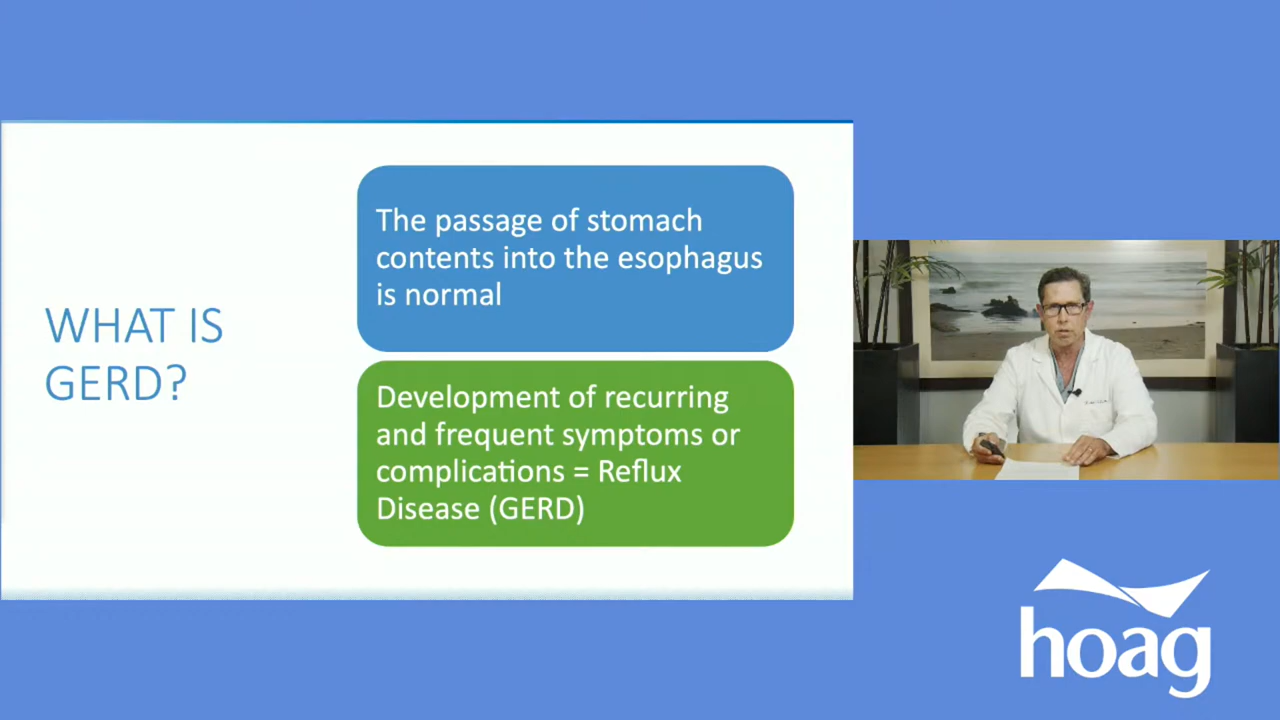 WHAT IS
GERD?
The passage of stomach
contents into the esophagus
is normal
Development of recurring
and frequent symptoms or
complications = Reflux
Disease (GERD)
hoag